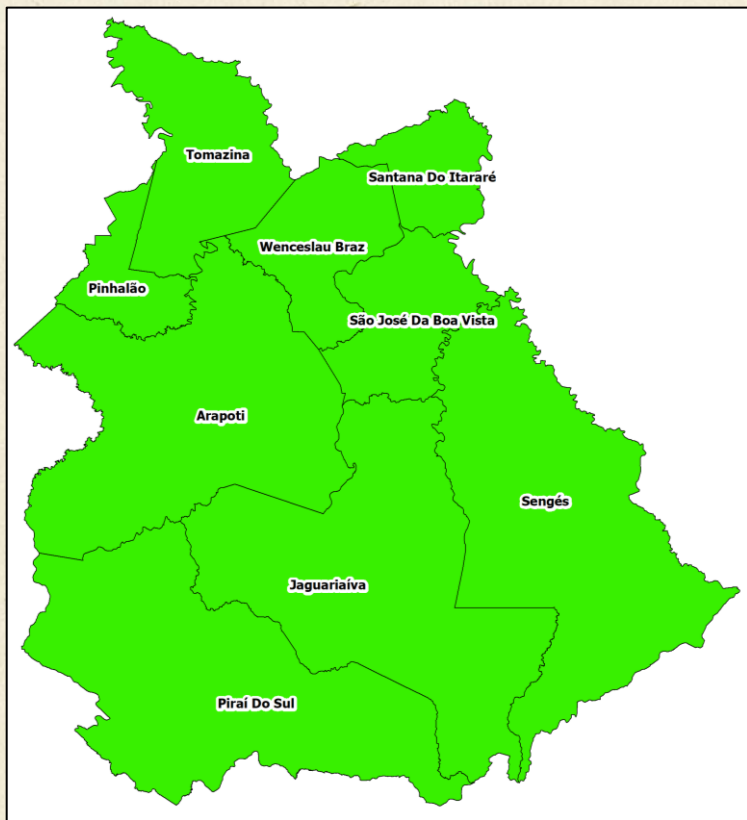 Tomazina
Santana Do Itararé
Wenceslau Braz
Pinhalão
São José Da Boa Vista
Arapoti
Sengés
Jaguariaíva
Piraí Do Sul